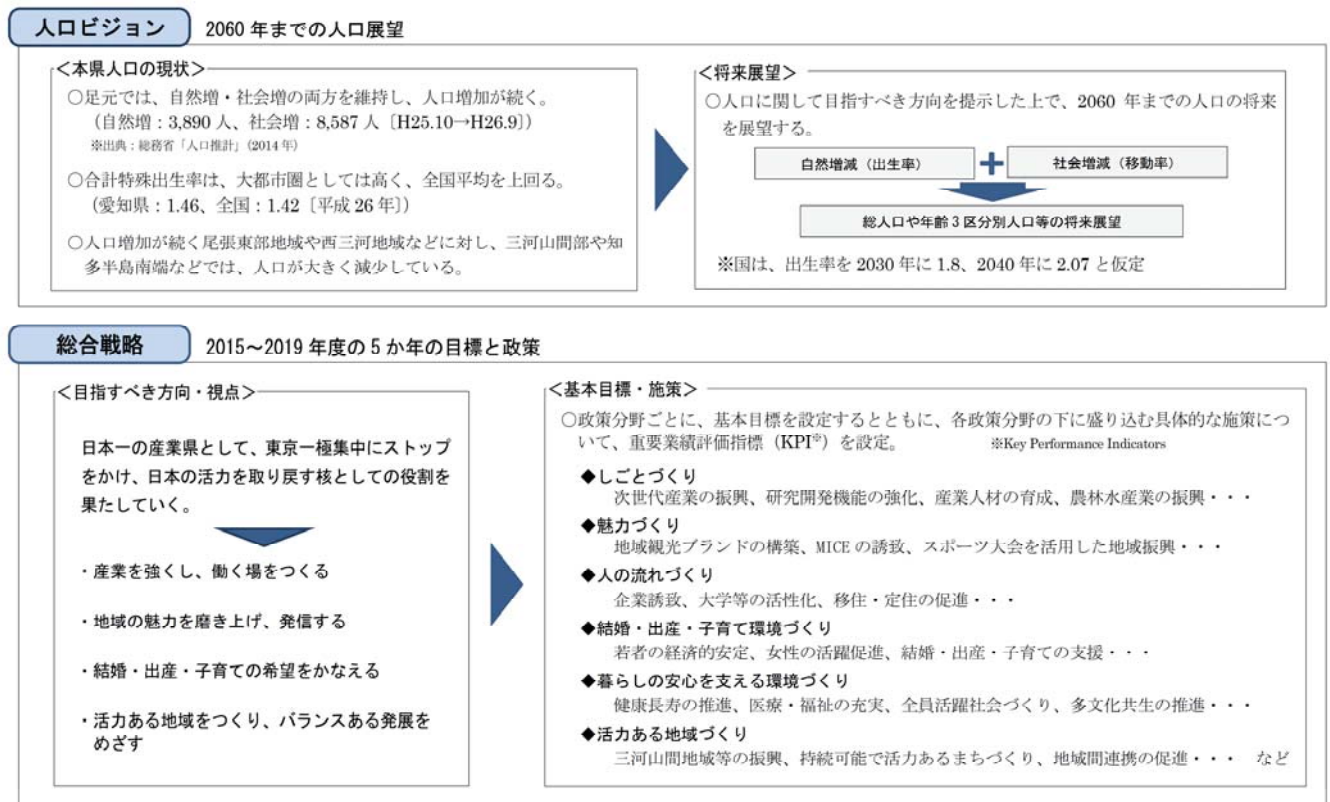 人口ビジョン 2060 年までの人口展望
＜本県人口の現状＞
○足元では、自然増・社会増の両方を維持し、人口増加が続く。
（自然増：3,890 人、社会増：8,587 人〔H25.10→H26.9〕）
※出典：総務省「人口推計」（2014 年）
○合計特殊出生率は、大都市圏としては高く、全国平均を上回る。
（愛知県：1.46、全国：1.42〔平成 26 年〕）
○人口増加が続く尾張東部地域や西三河地域などに対し、三河山間部や知
多半島南端などでは、人口が大きく減少している。
＜将来展望＞
○人口に関して目指すべき方向を提示した上で、2060 年までの人口の将来
を展望する。
自然増減（出生率） ＋ 社会増減（移動率）
総人口や年齢３区分別人口等の将来展望
※国は、出生率を 2030 年に 1.8、2040 年に 2.07 と仮定
総合戦略 2015～2019 年度の 5 か年の目標と政策
＜目指すべき方向・視点＞
日本一の産業県として、東京一極集中にストップ
をかけ、日本の活力を取り戻す核としての役割を
果たしていく。
・産業を強くし、働く場をつくる
・地域の魅力を磨き上げ、発信する
・結婚・出産・子育ての希望をかなえる
・活力ある地域をつくり、バランスある発展を
めざす
＜基本目標・施策＞
○政策分野ごとに、基本目標を設定するとともに、各政策分野の下に盛り込む具体的な施策につ
いて、重要業績評価指標（KPI※）を設定。 ※Key Performance Indicators
◆しごとづくり
次世代産業の振興、研究開発機能の強化、産業人材の育成、農林水産業の振興・・・
◆魅力づくり
地域観光ブランドの構築、MICE の誘致、スポーツ大会を活用した地域振興・・・
◆人の流れづくり
企業誘致、大学等の活性化、移住・定住の促進・・・
◆結婚・出産・子育て環境づくり
若者の経済的安定、女性の活躍促進、結婚・出産・子育ての支援・・・
◆暮らしの安心を支える環境づくり
健康長寿の推進、医療・福祉の充実、全員活躍社会づくり、多文化共生の推進・・・
◆活力ある地域づくり
三河山間地域等の振興、持続可能で活力あるまちづくり、地域間連携の促進・・・ など